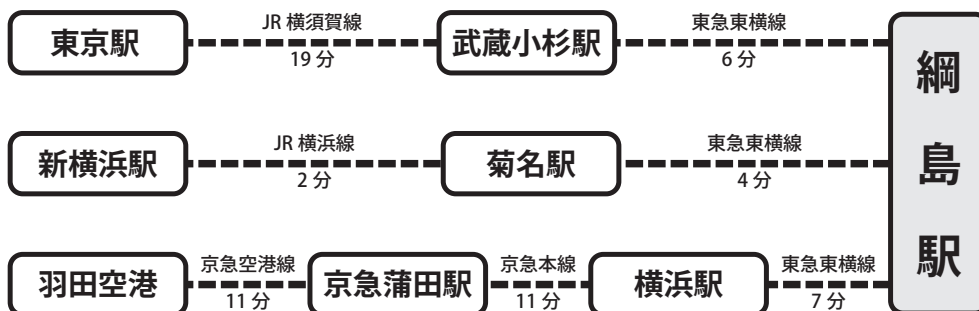 東京駅
JR 横須賀線
19 分
武蔵小杉駅
東急東横線
6 分
新横浜駅
JR 横浜線
2 分
菊名駅
東急東横線
4 分
羽田空港
京急空港線
11 分
京急蒲田駅
京急本線
11 分
横浜駅
東急東横線
7 分
綱島駅